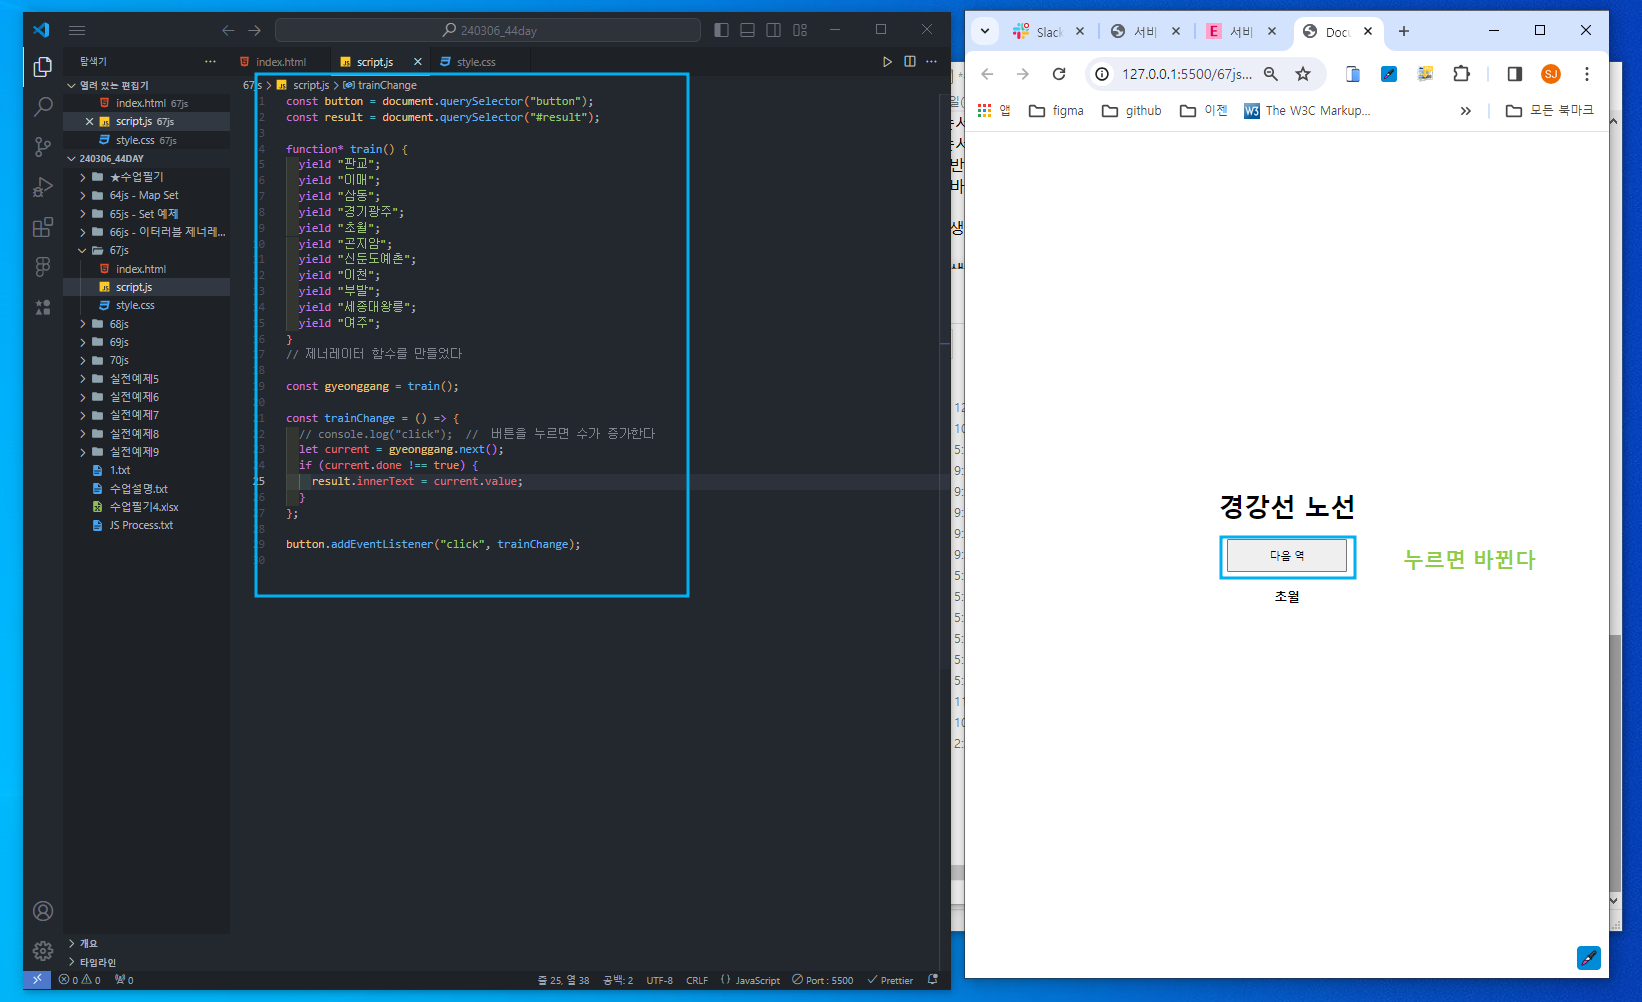 240306_44day
탐색기
열려 있는 편집기
index.html 67js
script.js 67js
style.css 67js
240306_44DAY
★수업필기
64js - Map Set
65js - Set 예제
66js - 이터러블 제너레...
67js
index.html
script.js
style.css
68js
69js
70js
실전예제5
실전예제6
실전예제7
실전예제8
실전예제9
1.txt
수업설명.txt
수업필기4.xlsx
JS Process.txt
개요
타임라인
index.html
script.js
style.css
67js > script.js > trainChange
const button = document.querySelector("button");
const result = document.querySelector("#result");
function* train() {
yield "판교";
yield "이매";
yield "삼동";
yield "경기광주";
yield "초월";
yield "곤지암";
yield "신둔도예촌";
yield "이천";
yield "부발";
yield "세종대왕릉";
yield "여주";
}
// 제너레이터 함수를 만들었다
const gyeonggang = train();
const trainChange = () => {
// console.log("click"); // 버튼을 누르면 수가 증가한다
let current = gyeonggang.next();
if (current.done !== true) {
25 result.innerText = current.value;
}
};
button.addEventListener("click", trainChange);
0 0 0
줄 25, 열 38
공백: 2
UTF-8
CRLF
{} JavaScript
Port : 5500
Prettier
Slack
서비
E 서비
Docu
127.0.0.1:5500/67js...
SJ
앱
figma
github
이젠
W3 The W3C Markup...
모든 북마크
경강선 노선
다음 역
누르면 바뀐다
초월